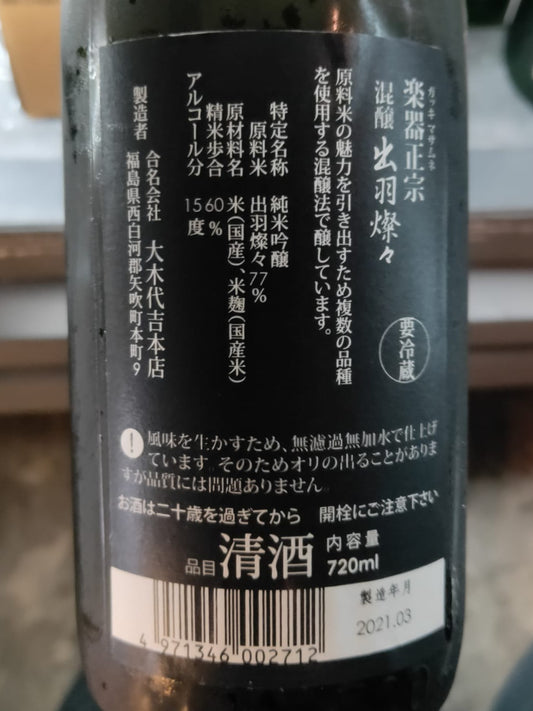 ガッキ マサムネ
楽器正宗
混醸 出羽燦々
要冷蔵
原料米の魅力を引き出すため複数の品種
を使用する混醸法で醸しています。
特定名称 純米吟醸
原料米 出羽燦々77%
原材料名 米(国産)、米麹(国産米)
精米歩合 60%
アルコール分 15度
製造者 合名会社 大木代吉本店
福島県西白河郡矢吹町本町9
! 風味を生かすため、無濾過無加水で仕上げ
ています。そのためオリの出ることがありま
すが品質には問題ありません。
お酒は二十歳を過ぎてから 開栓にご注意下さい
品目 清酒 内容量 720ml
製造年月
2021.03
4 971346 002712